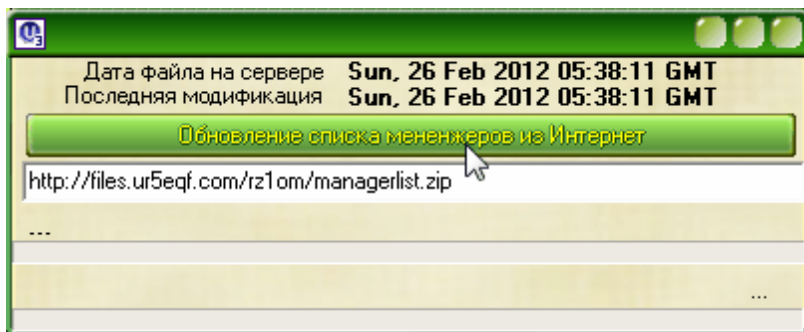 Дата файла на сервере Sun, 26 Feb 2012 05:38:11 GMT
Последняя модификация Sun, 26 Feb 2012 05:38:11 GMT
Обновление списка мененжеров из Интернет
http://files.ur5eqf.com/rz1om/managerlist.zip
...
...